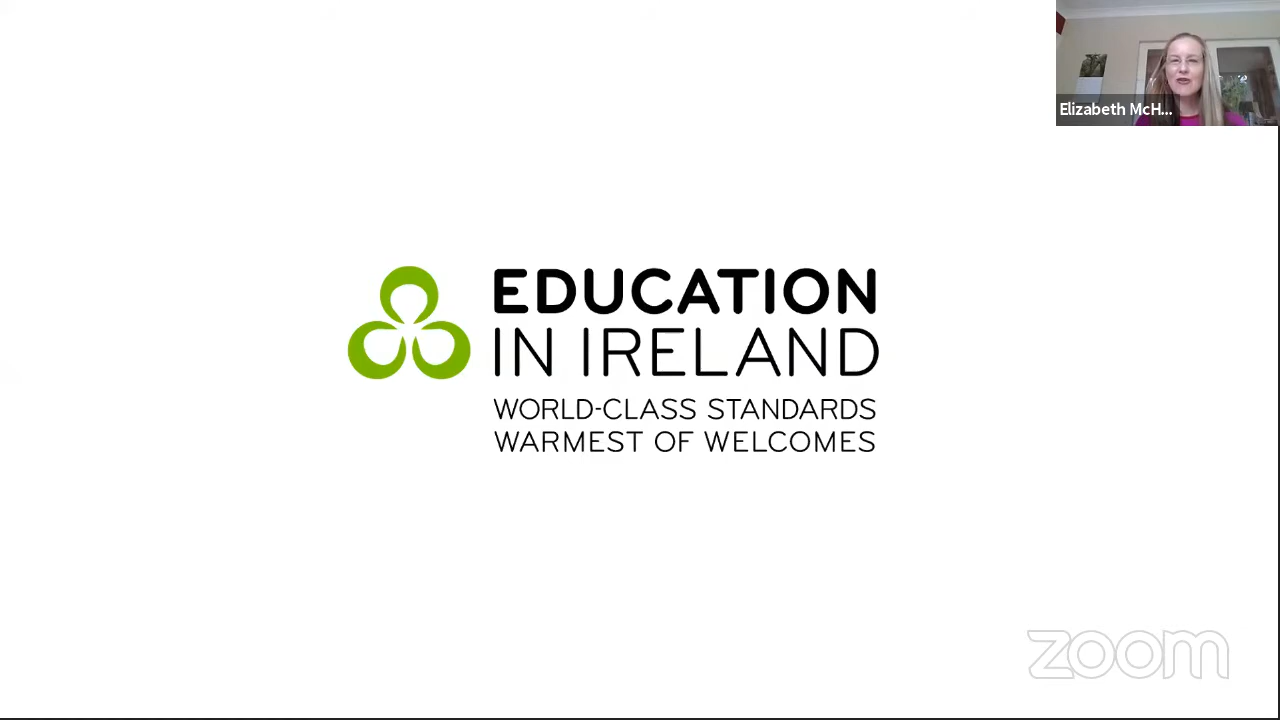 Elizabeth McH...
EDUCATION
IN IRELAND
WORLD-CLASS STANDARDS
WARMEST OF WELCOMES
zoom